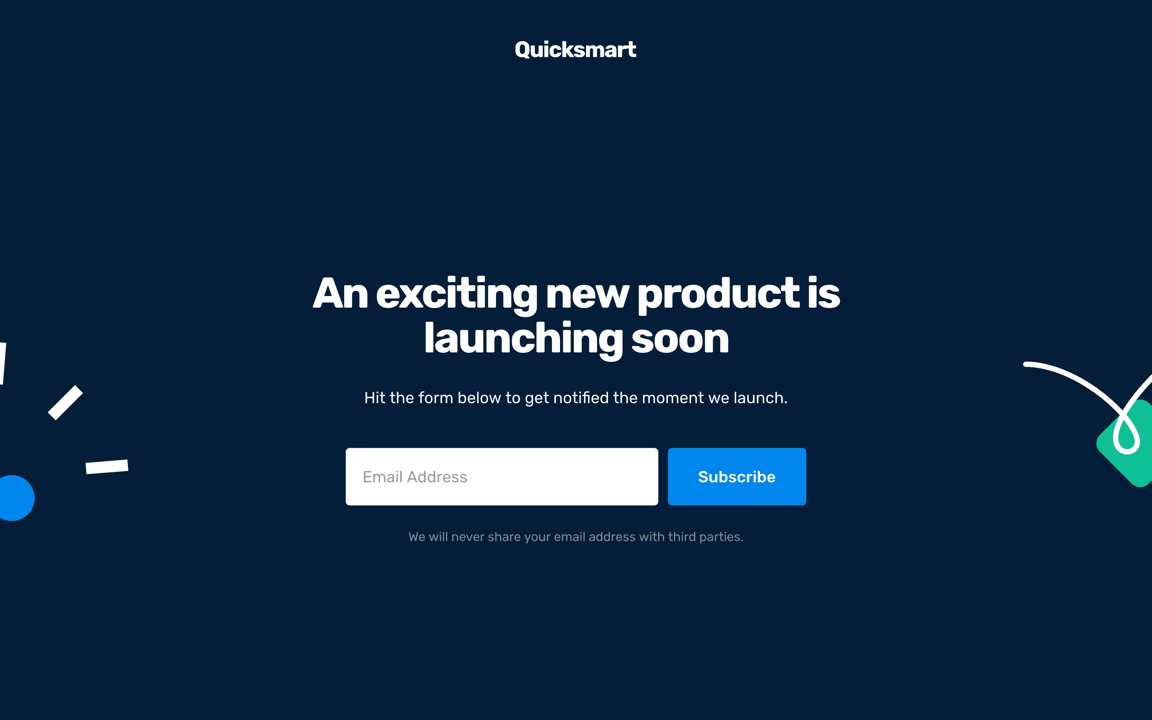 Quicksmart
An exciting new product is
launching soon
Hit the form below to get notified the moment we launch.
Email Address
Subscribe
We will never share your email address with third parties.